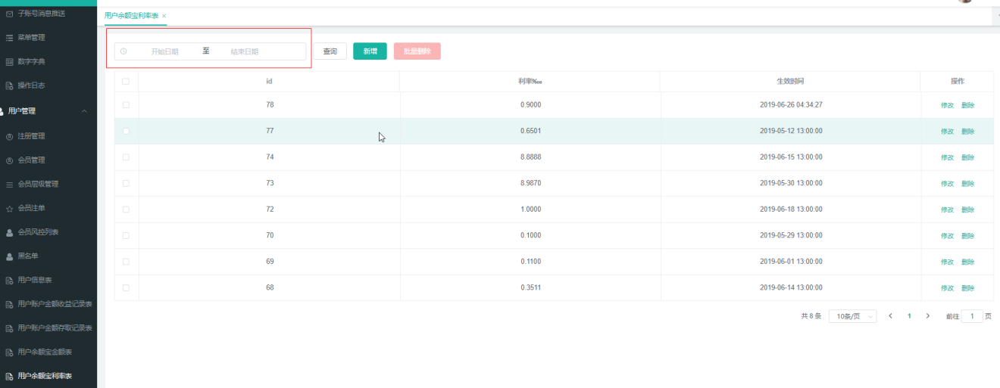 子账号消息推送
菜单管理
数字字典
操作日志
用户管理
注册管理
会员管理
会员层级管理
会员注单
会员风控列表
黑名单
用户信息表
用户账户金额收益记录表
用户账户金额存取记录表
用户余额宝金额表
用户余额宝利率表
用户余额宝利率表 ×
开始日期 至 结束日期 查询 新增 批量删除
id 利率‱ 生效时间 操作
78 0.9000 2019-06-26 04:34:27 修改 删除
77 0.6501 2019-05-12 13:00:00 修改 删除
74 8.8888 2019-06-15 13:00:00 修改 删除
73 8.9870 2019-05-30 13:00:00 修改 删除
72 1.0000 2019-06-18 13:00:00 修改 删除
70 0.1000 2019-05-29 13:00:00 修改 删除
69 0.1100 2019-06-01 13:00:00 修改 删除
68 0.3511 2019-06-14 13:00:00 修改 删除
共 8 条 10条/页 1 前往 1 页